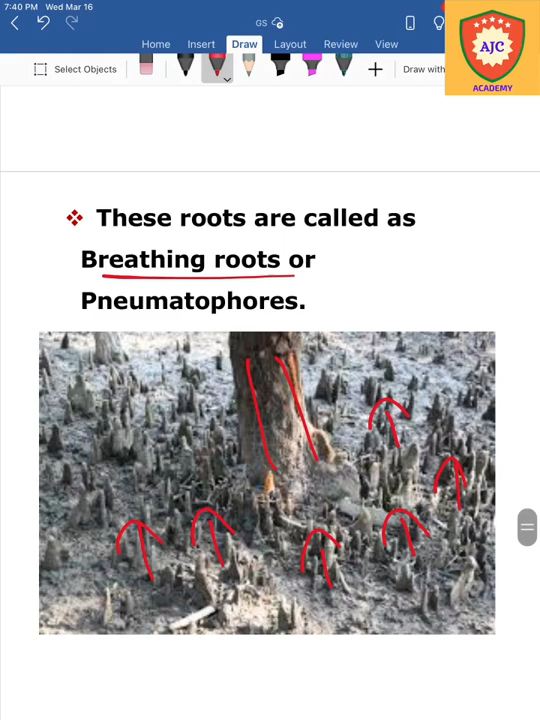 7:40 PM Wed Mar 16
GS
Home Insert Draw Layout Review View
Select Objects
Draw with
AJC
ACADEMY
❖ These roots are called as
Breathing roots or
Pneumatophores.